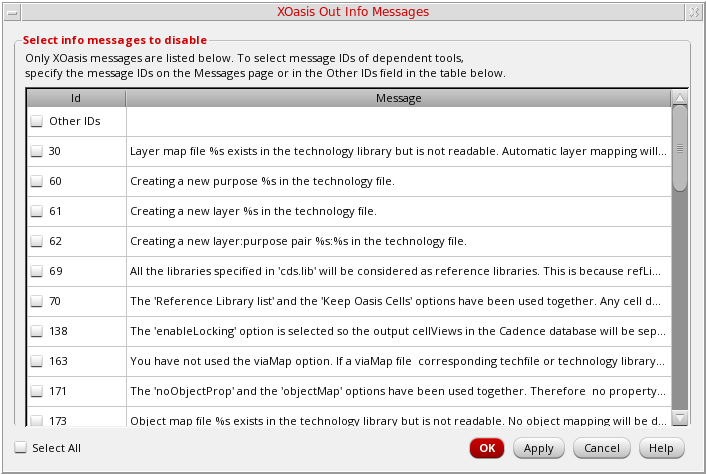 XOasis Out Info Messages
Select info messages to disable
Only XOasis messages are listed below. To select message IDs of dependent tools,
specify the message IDs on the Messages page or in the Other IDs field in the table below.
Id Message
Other IDs
30 Layer map file %s exists in the technology library but is not readable. Automatic layer mapping will...
60 Creating a new purpose %s in the technology file.
61 Creating a new layer %s in the technology file.
62 Creating a new layer:purpose pair %s:%s in the technology file.
69 All the libraries specified in 'cds.lib' will be considered as reference libraries. This is because refLi...
70 The 'Reference Library list' and the 'Keep Oasis Cells' options have been used together. Any cell d...
138 The 'enableLocking' option is selected so the output cellViews in the Cadence database will be sep...
163 You have not used the viaMap option. If a viaMap file  corresponding techfile or technology library...
171 The 'noObjectProp' and the 'objectMap' options have been used together. Therefore  no property...
173 Object map file %s exists in the technology library but is not readable. No object mapping will be d...
Select All OK Apply Cancel Help